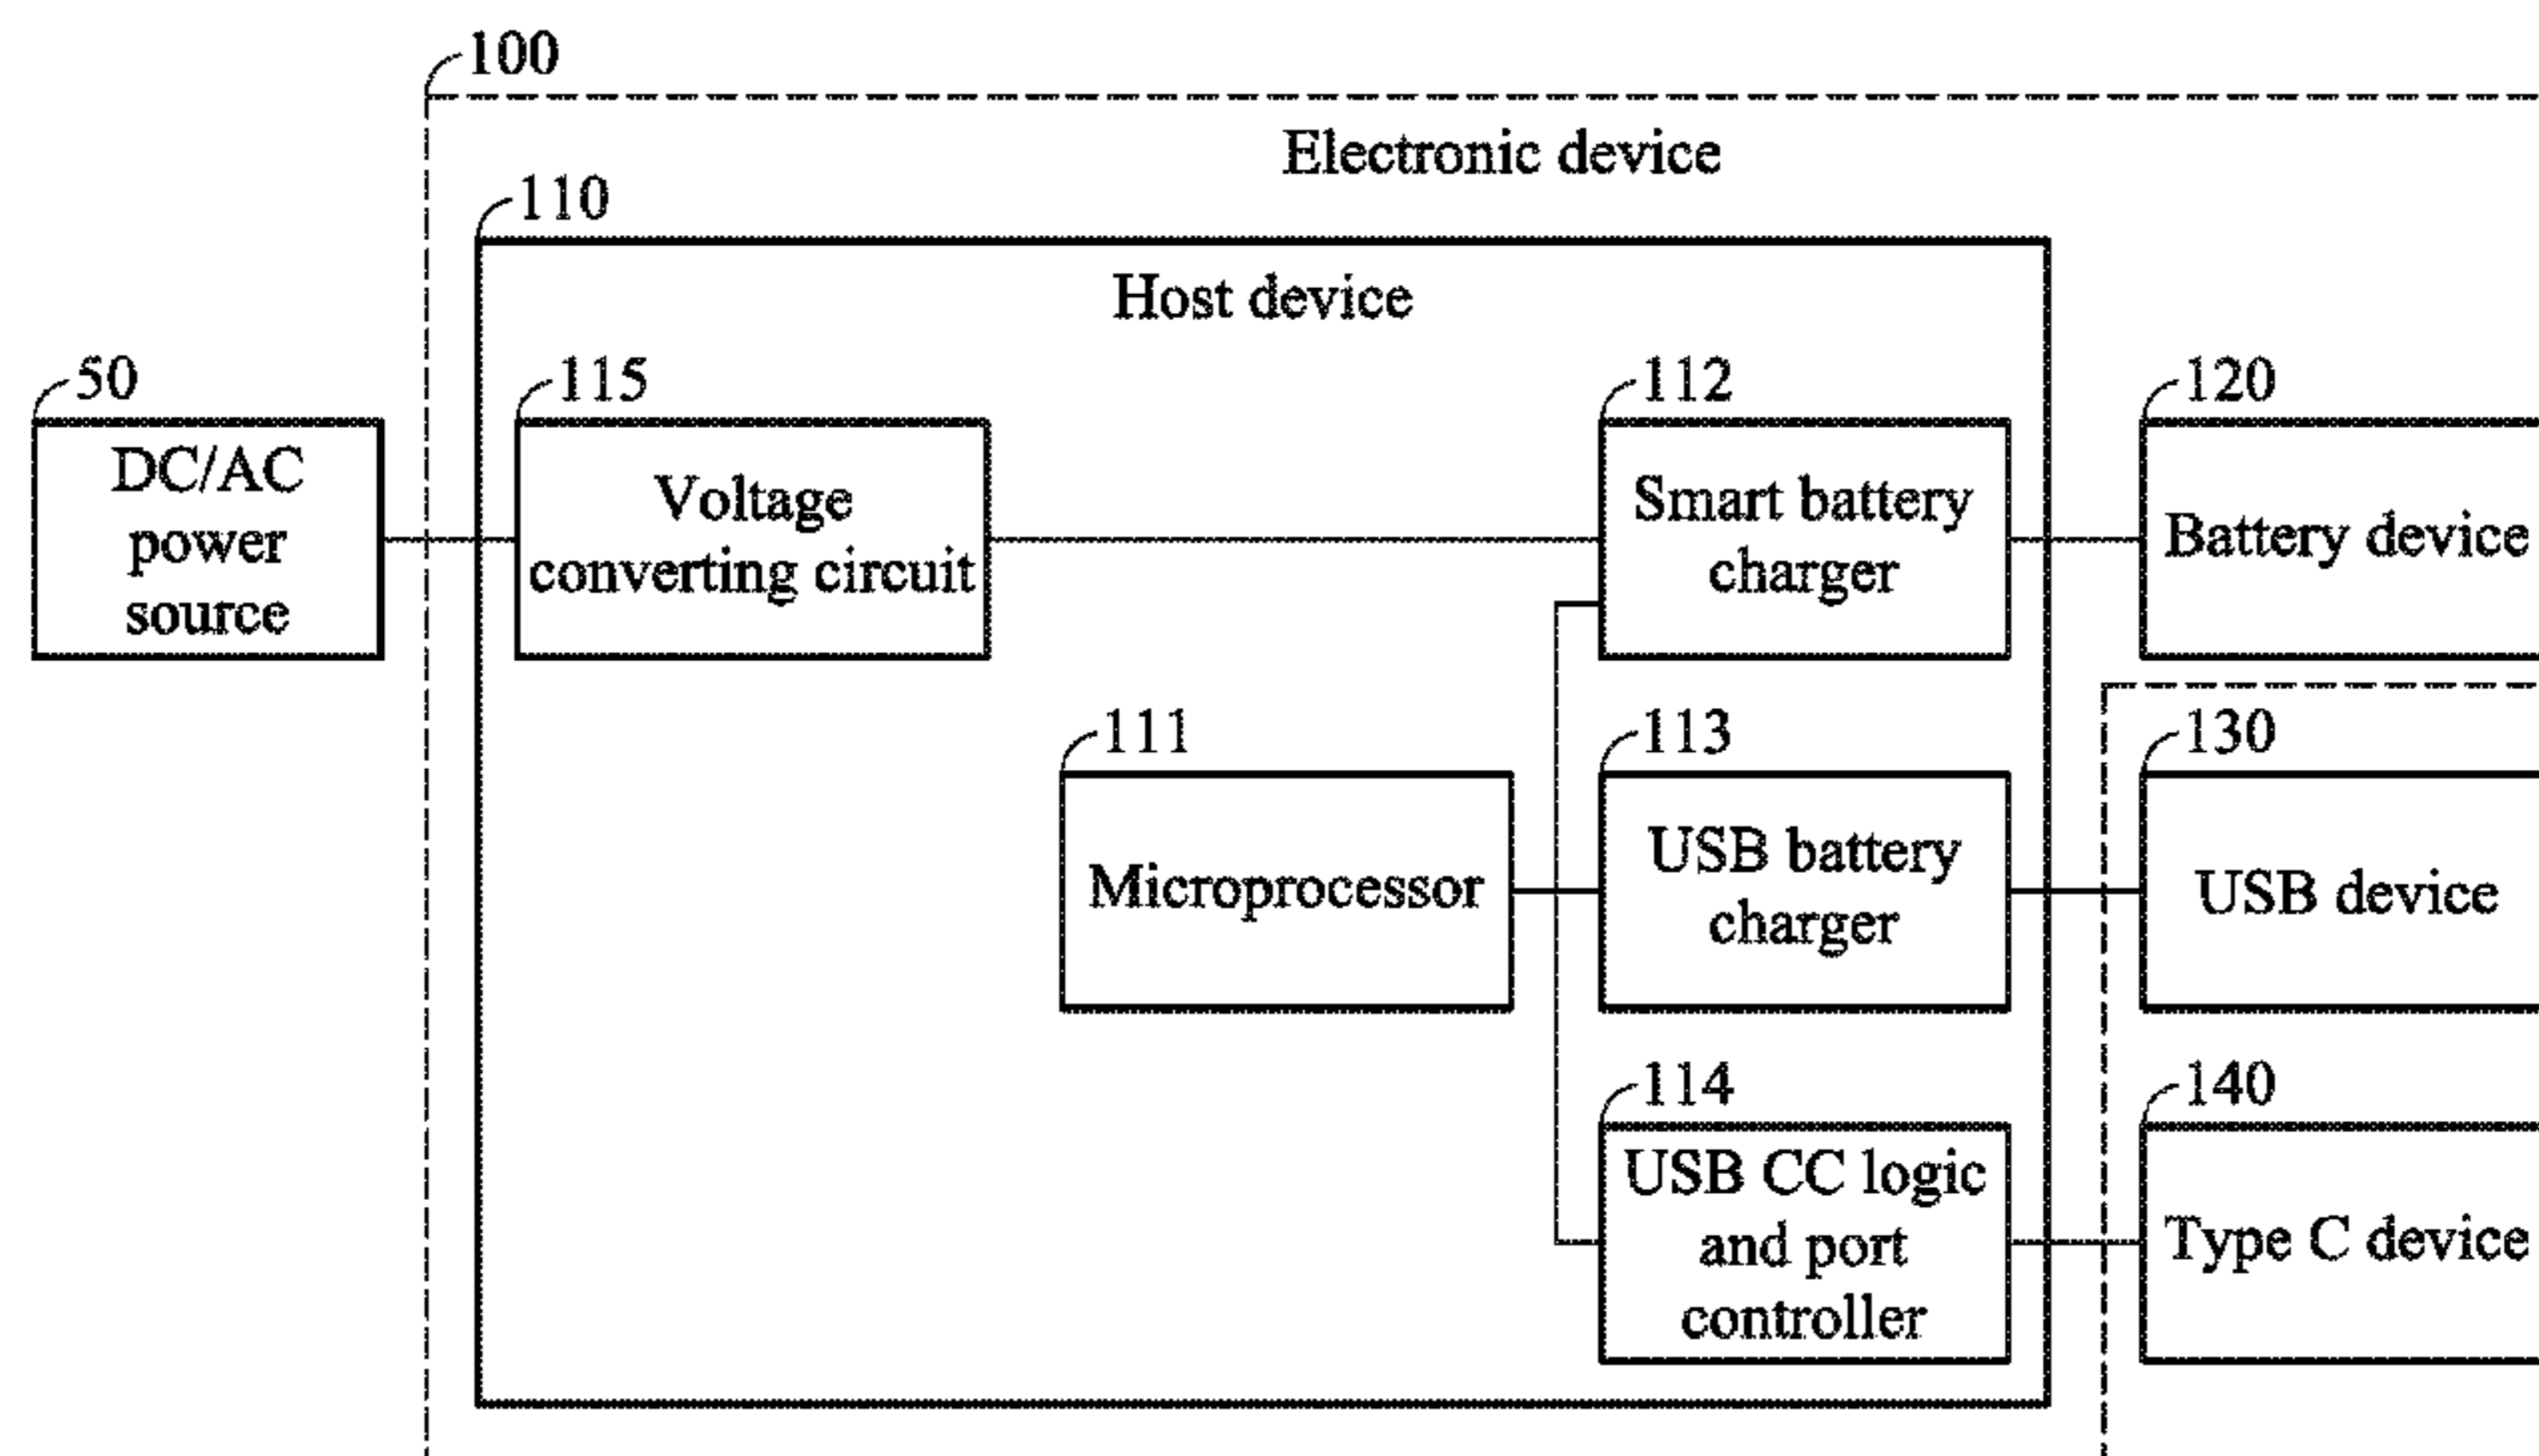 100
Electronic device
110
Host device
50
DC/AC
power
source
115
Voltage
converting circuit
112
Smart battery
charger
120
Battery device
111
Microprocessor
113
USB battery
charger
130
USB device
114
USB CC logic
and port
controller
140
Type C device